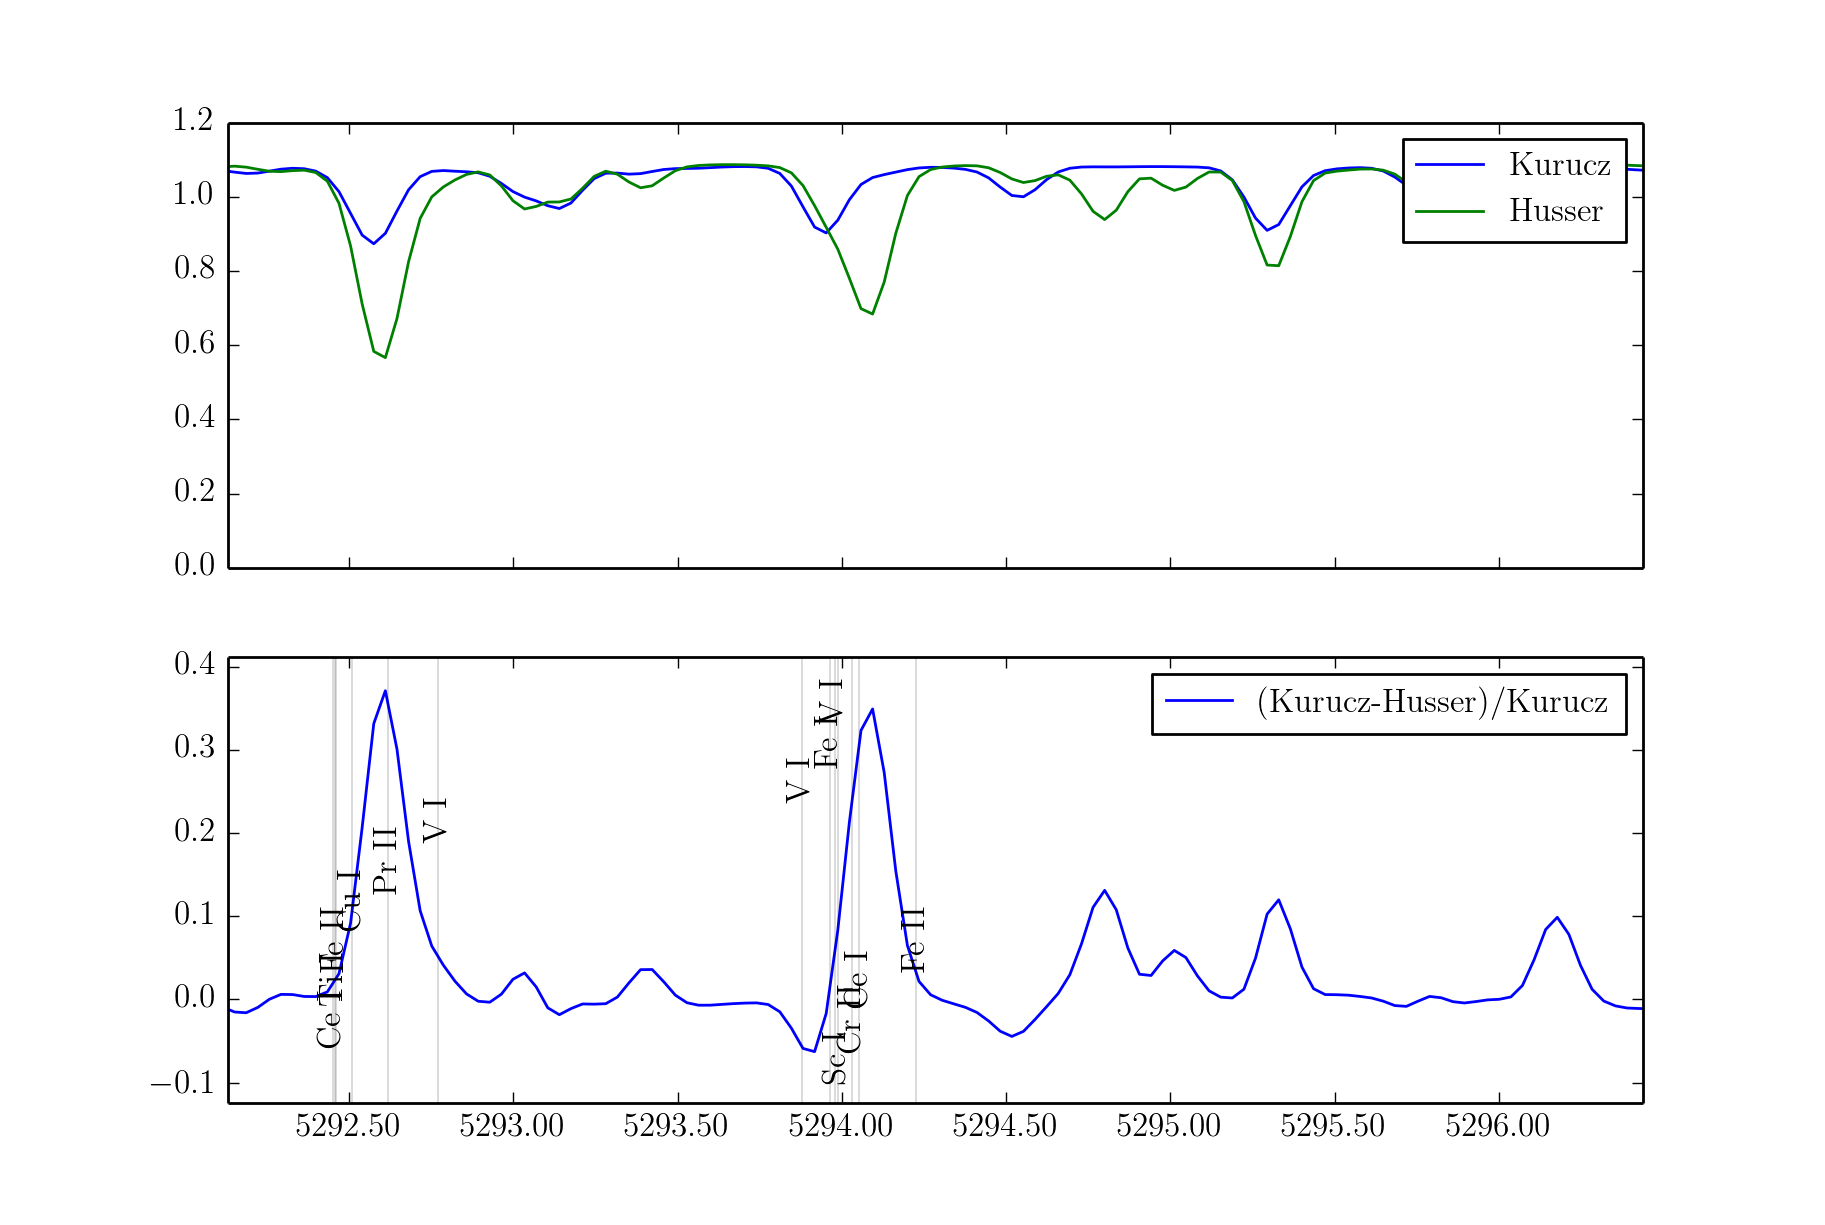 1.2
1.0
0.8
0.6
0.4
0.2
0.0
Kurucz
Husser
0.4
0.3
0.2
0.1
0.0
−0.1
(Kurucz-Husser)/Kurucz
Fe II
Cu I
Pr II
V I
V I
Fe I
V I
Sc I
Cr II
Ce I
Fe II
5292.50
5293.00
5293.50
5294.00
5294.50
5295.00
5295.50
5296.00